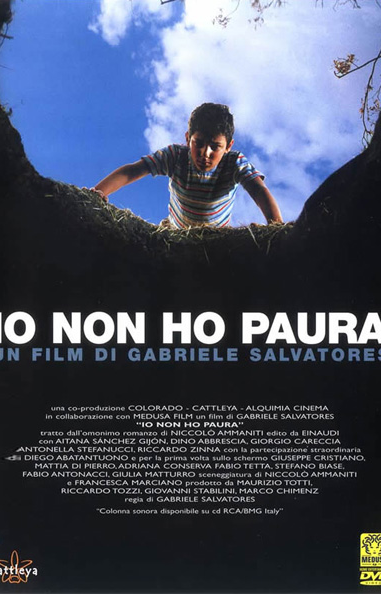 IO NON HO PAURA
UN FILM DI GABRIELE SALVATORES
una co-produzione COLORADO - CATTLEYA - ALQUIMIA CINEMA
in collaborazione con MEDUSA FILM un film di GABRIELE SALVATORES
"IO NON HO PAURA"
tratto dall'omonimo romanzo di NICCOLÒ AMMANITI edito da EINAUDI
con AITANA SÁNCHEZ GIJÓN, DINO ABBRESCIA, GIORGIO CARECCIA
ANTONELLA STEFANUCCI, RICCARDO ZINNA con la partecipazione straordinaria
di DIEGO ABATANTUONO e per la prima volta sullo schermo GIUSEPPE CRISTIANO,
MATTIA DI PIERRO, ADRIANA CONSERVA FABIO TETTA, STEFANO BIASE,
FABIO ANTONACCI, GIULIA MATTURRO sceneggiatura di NICCOLÒ AMMANITI
e FRANCESCA MARCIANO prodotto da MAURIZIO TOTTI,
RICCARDO TOZZI, GIOVANNI STABILINI, MARCO CHIMENZ
regia di GABRIELE SALVATORES
"Colonna sonora disponibile su cd RCA/BMG Italy"
cattleya
MEDUSA
DVD